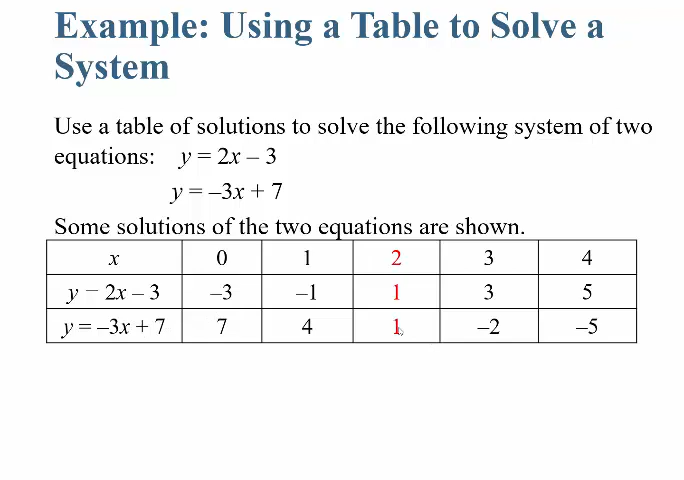 Example: Using a Table to Solve a
System
Use a table of solutions to solve the following system of two
equations: y = 2x – 3
y = –3x + 7
Some solutions of the two equations are shown.
x 0 1 2 3 4
y = 2x – 3 –3 –1 1 3 5
y = –3x + 7 7 4 1 –2 –5